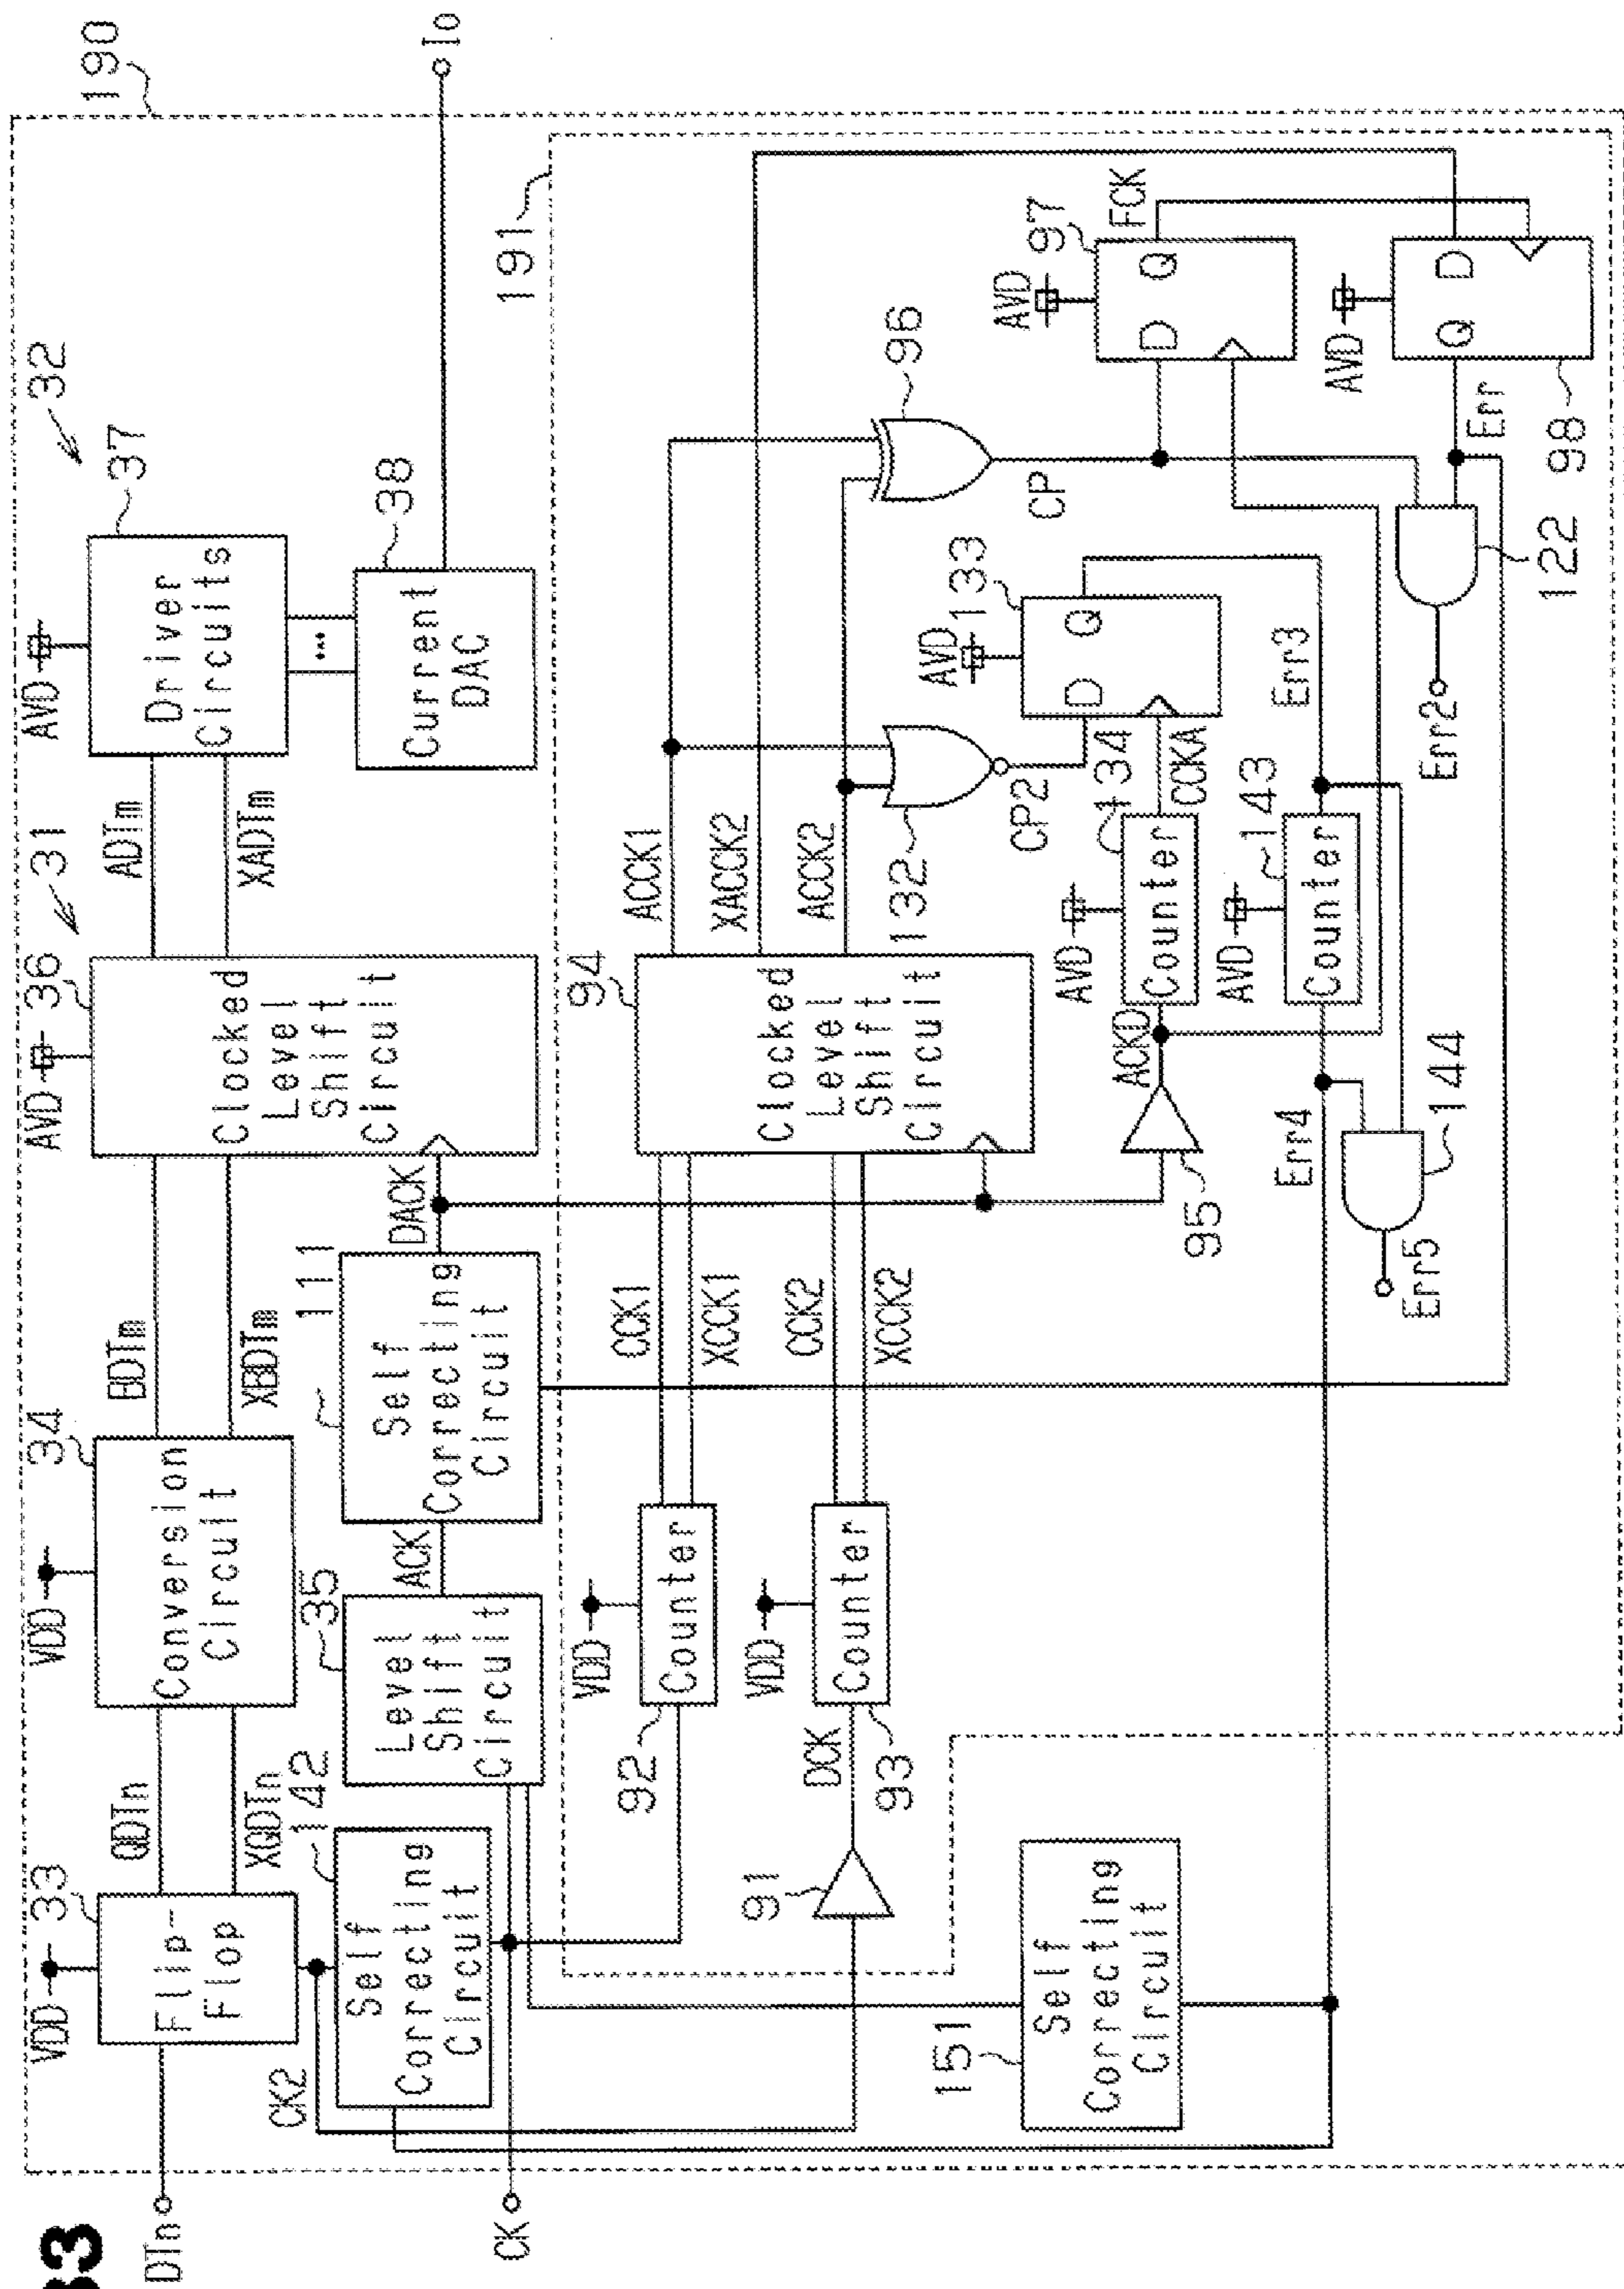 33
190
191
32
31
DTn
CK
Io
VDD
33
Flip-
Flop
QDTn
XQDTn
VDD
34
Conversion
Circuit
BDTm
XBDTm
AVD
36
Clocked
Level
Shift
Circuit
ADTm
XADTm
AVD
37
Driver
Circuits
38
Current
DAC
CK2
142
Self
Correcting
Circuit
35
Level
Shift
Circuit
ACK
111
Self
Correcting
Circuit
DACK
VDD
92
Counter
CCK1
XCCK1
91
DCK
VDD
93
Counter
CCK2
XCCK2
94
Clocked
Level
Shift
Circuit
ACCK1
XACCK2
ACCK2
96
CP
132
CP2
AVD
133
D
Q
AVD
97
D
Q
FCK
AVD
98
Q
D
Err
122
Err2
95
ACKD
AVD
134
Counter
CCKA
AVD
143
Counter
Err3
Err4
144
Err5
151
Self
Correcting
Circuit